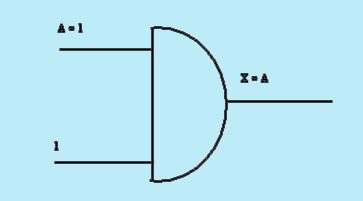 A = 1
X = A
1